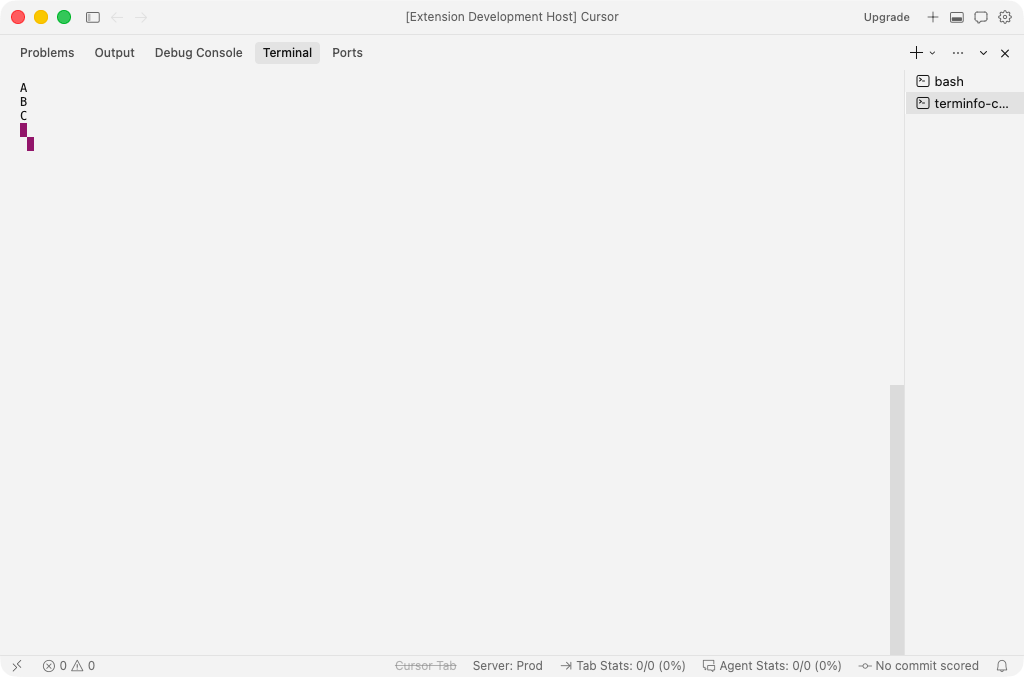 [Extension Development Host] Cursor
Upgrade
Problems Output Debug Console Terminal Ports
A
B
C
bash
terminfo-c...
0 0
Cursor Tab Server: Prod Tab Stats: 0/0 (0%) Agent Stats: 0/0 (0%) No commit scored